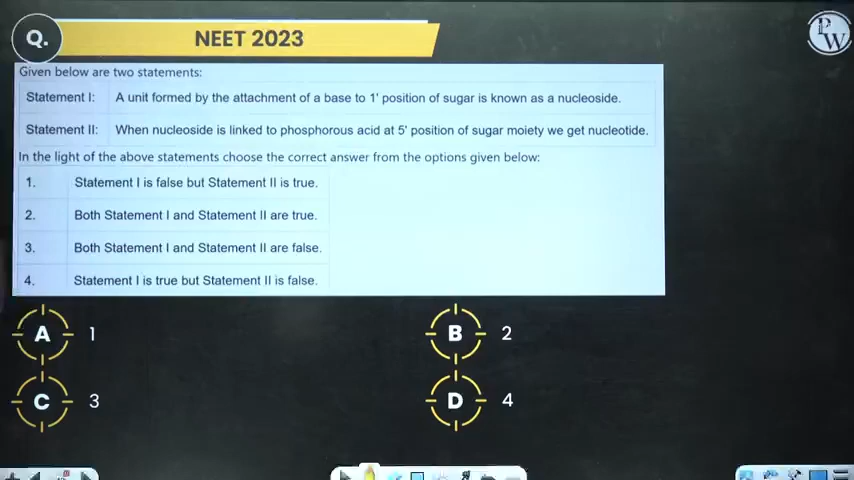 Q.
NEET 2023
PW
Given below are two statements:
Statement I: A unit formed by the attachment of a base to 1' position of sugar is known as a nucleoside.
Statement II: When nucleoside is linked to phosphorous acid at 5' position of sugar moiety we get nucleotide.
In the light of the above statements choose the correct answer from the options given below:
1. Statement I is false but Statement II is true.
2. Both Statement I and Statement II are true.
3. Both Statement I and Statement II are false.
4. Statement I is true but Statement II is false.
A 1
B 2
C 3
D 4